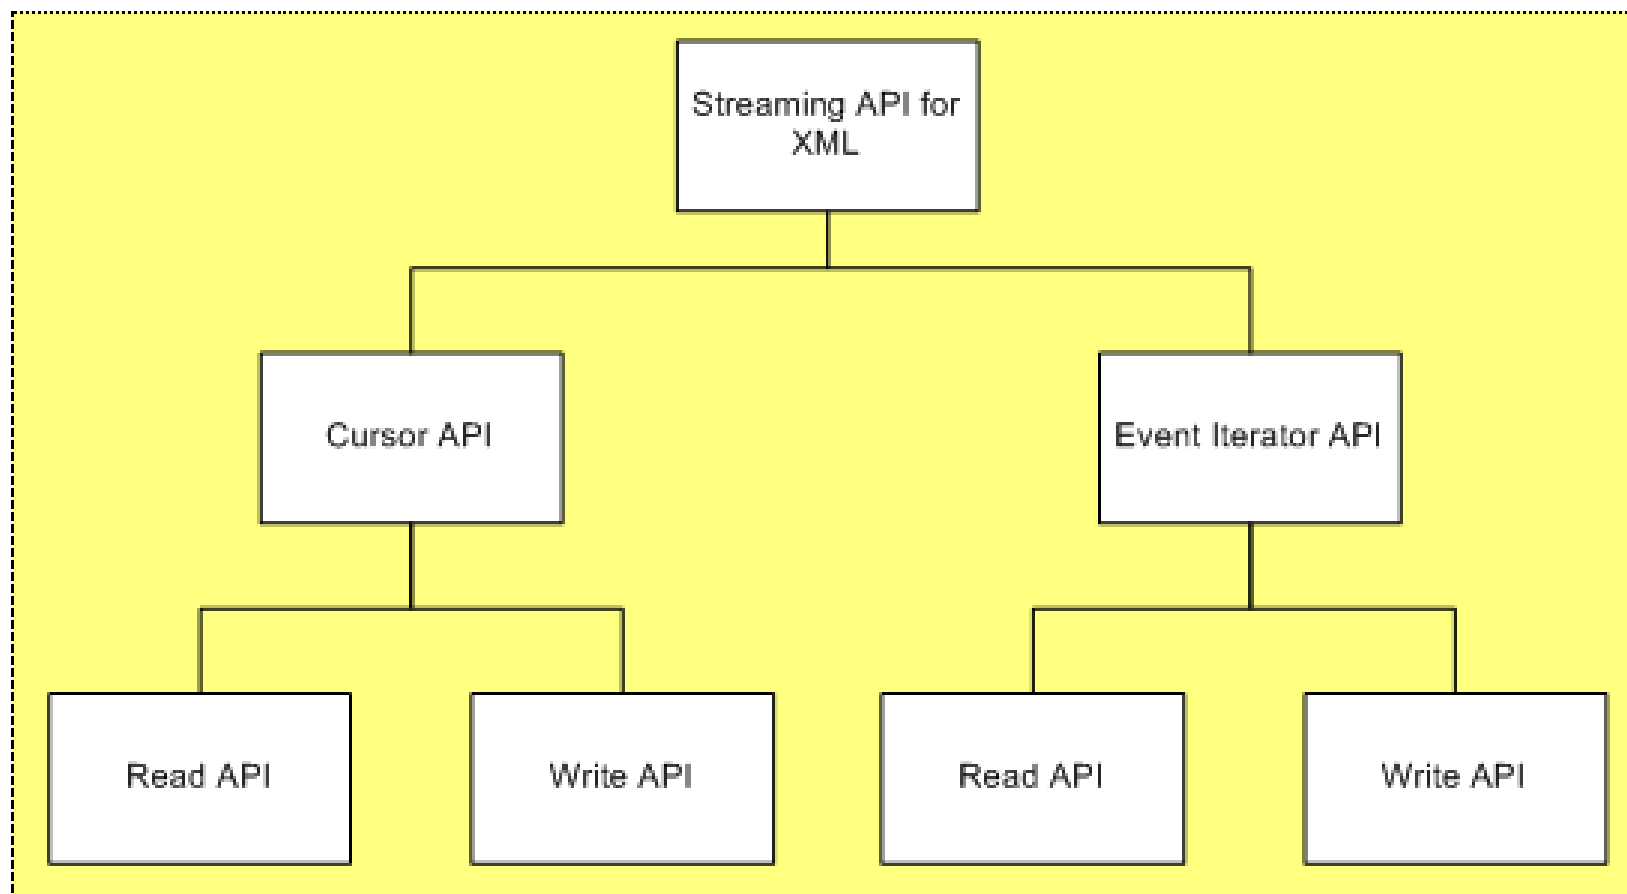 Streaming API for
XML
Cursor API
Event Iterator API
Read API
Write API
Read API
Write API